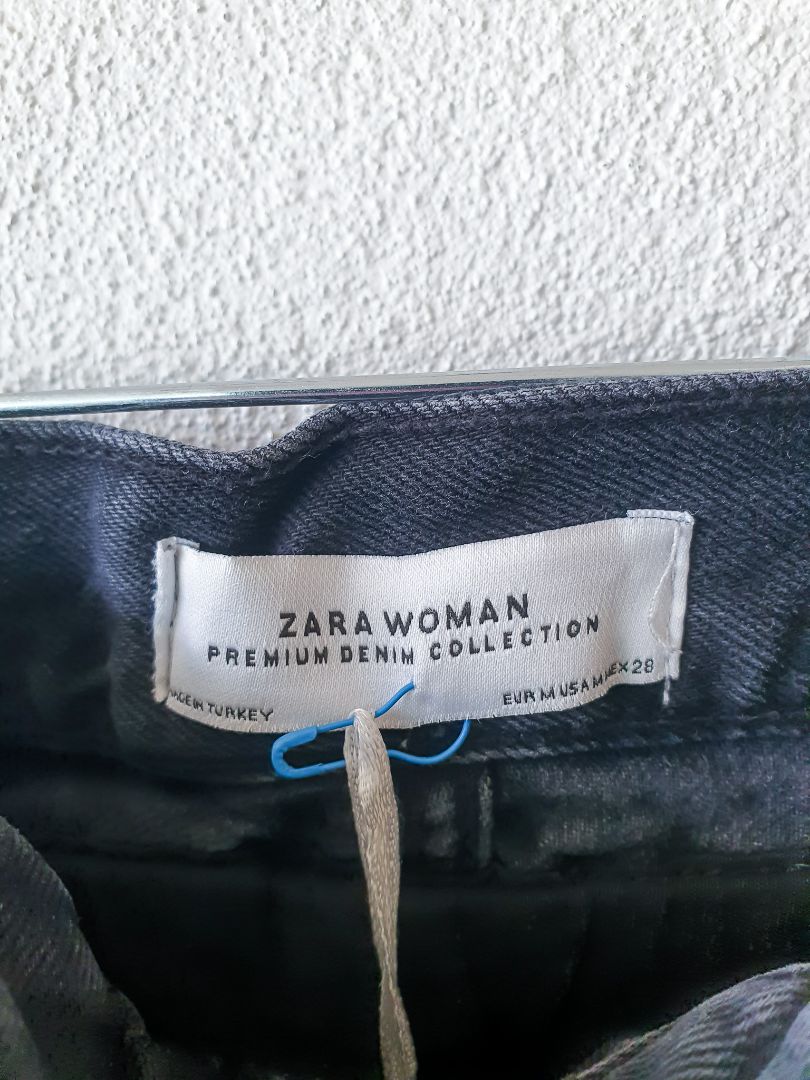 ZARA WOMAN
PREMIUM DENIM COLLECTION
MADE IN TURKEY
EUR M USA M MEX 28